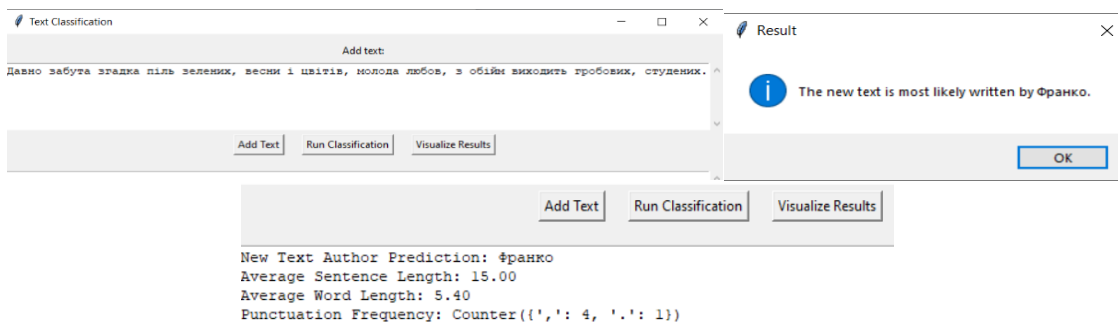 Text Classification
Add text:
Давно забута згадка піль зелених, весни і цвітів, молода любов, з обійм виходить гробових, студених.
Add Text Run Classification Visualize Results
Result
The new text is most likely written by Франко.
OK
Add Text Run Classification Visualize Results
New Text Author Prediction: Франко
Average Sentence Length: 15.00
Average Word Length: 5.40
Punctuation Frequency: Counter({',': 4, '.': 1})